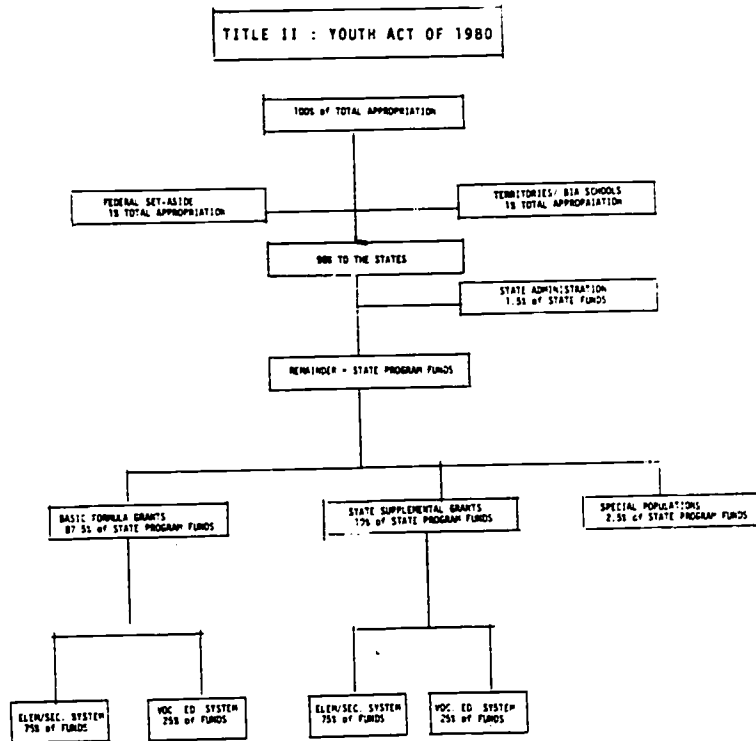 TITLE II : YOUTH ACT OF 1980
100% of TOTAL APPROPRIATION
FEDERAL SET-ASIDE
1% TOTAL APPROPRIATION
TERRITORIES/ BIA SCHOOLS
1% TOTAL APPROPRIATION
98% TO THE STATES
STATE ADMINISTRATION
1.5% of STATE FUNDS
REMAINDER = STATE PROGRAM FUNDS
BASIC FORMULA GRANTS
87.5% of STATE PROGRAM FUNDS
STATE SUPPLEMENTAL GRANTS
10% of STATE PROGRAM FUNDS
SPECIAL POPULATIONS
2.5% of STATE PROGRAM FUNDS
ELEM/SEC. SYSTEM
75% of FUNDS
VOC. ED SYSTEM
25% of FUNDS
ELEM/SEC. SYSTEM
75% of FUNDS
VOC. ED SYSTEM
25% of FUNDS